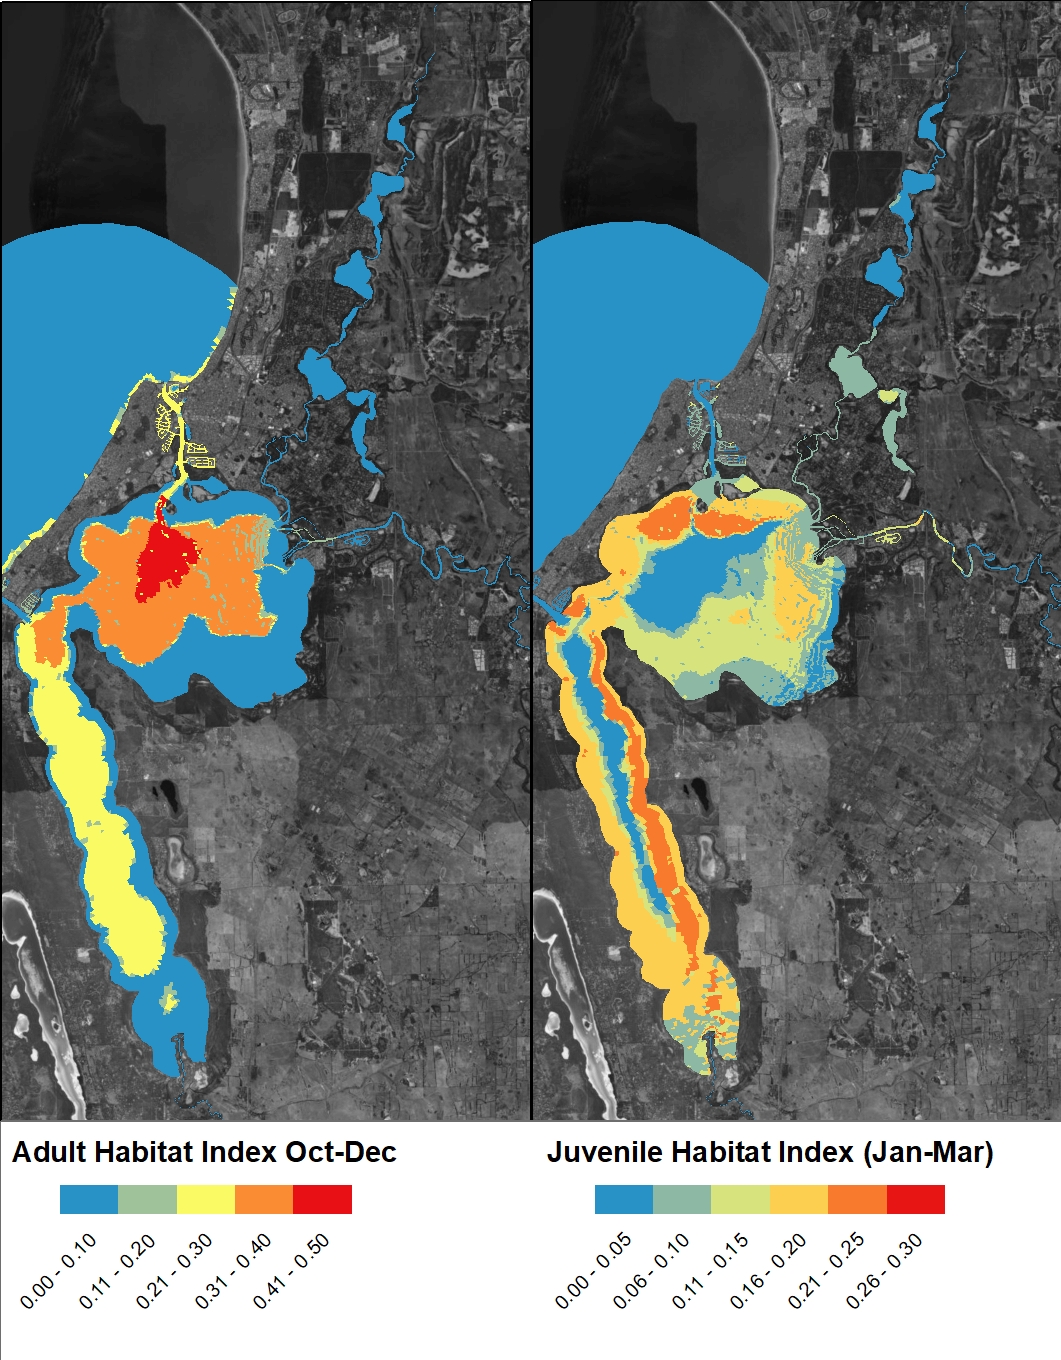 Adult Habitat Index Oct-Dec
0.00 - 0.10
0.11 - 0.20
0.21 - 0.30
0.31 - 0.40
0.41 - 0.50
Juvenile Habitat Index (Jan-Mar)
0.00 - 0.05
0.06 - 0.10
0.11 - 0.15
0.16 - 0.20
0.21 - 0.25
0.26 - 0.30